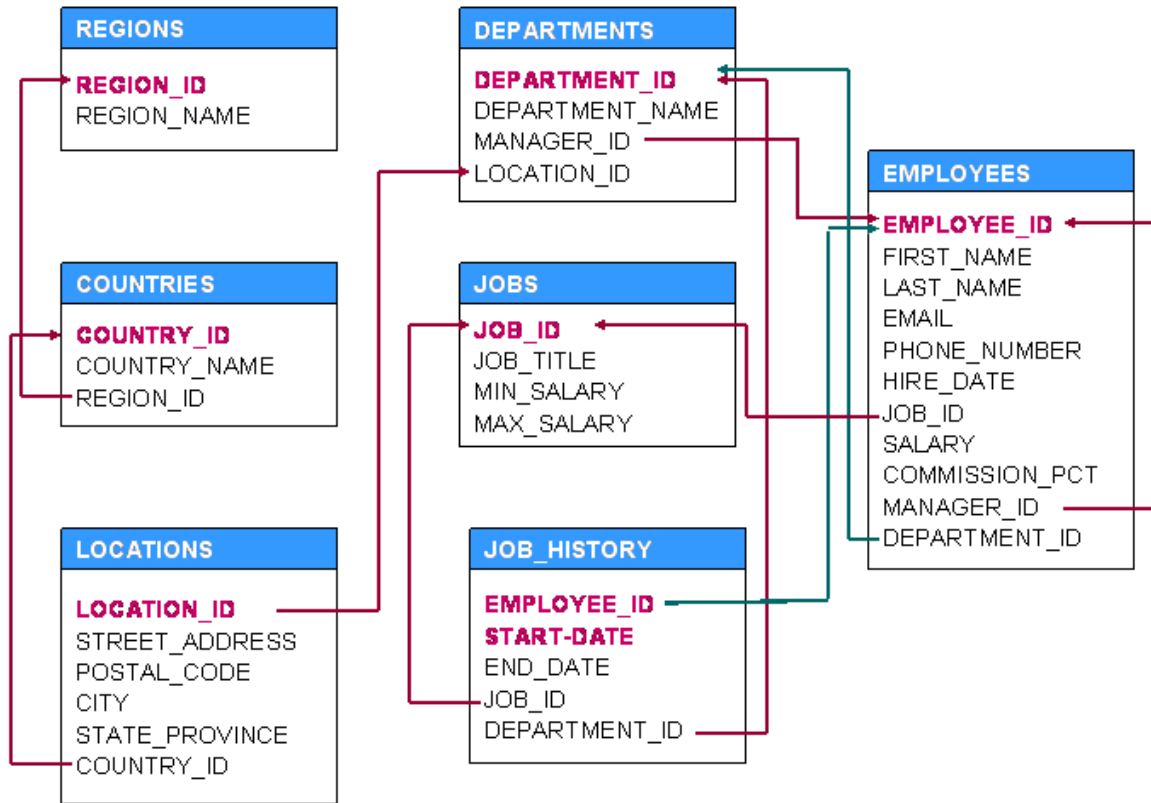 REGIONS
REGION_ID
REGION_NAME
COUNTRIES
COUNTRY_ID
COUNTRY_NAME
REGION_ID
LOCATIONS
LOCATION_ID
STREET_ADDRESS
POSTAL_CODE
CITY
STATE_PROVINCE
COUNTRY_ID
DEPARTMENTS
DEPARTMENT_ID
DEPARTMENT_NAME
MANAGER_ID
LOCATION_ID
JOBS
JOB_ID
JOB_TITLE
MIN_SALARY
MAX_SALARY
JOB_HISTORY
EMPLOYEE_ID
START-DATE
END_DATE
JOB_ID
DEPARTMENT_ID
EMPLOYEES
EMPLOYEE_ID
FIRST_NAME
LAST_NAME
EMAIL
PHONE_NUMBER
HIRE_DATE
JOB_ID
SALARY
COMMISSION_PCT
MANAGER_ID
DEPARTMENT_ID